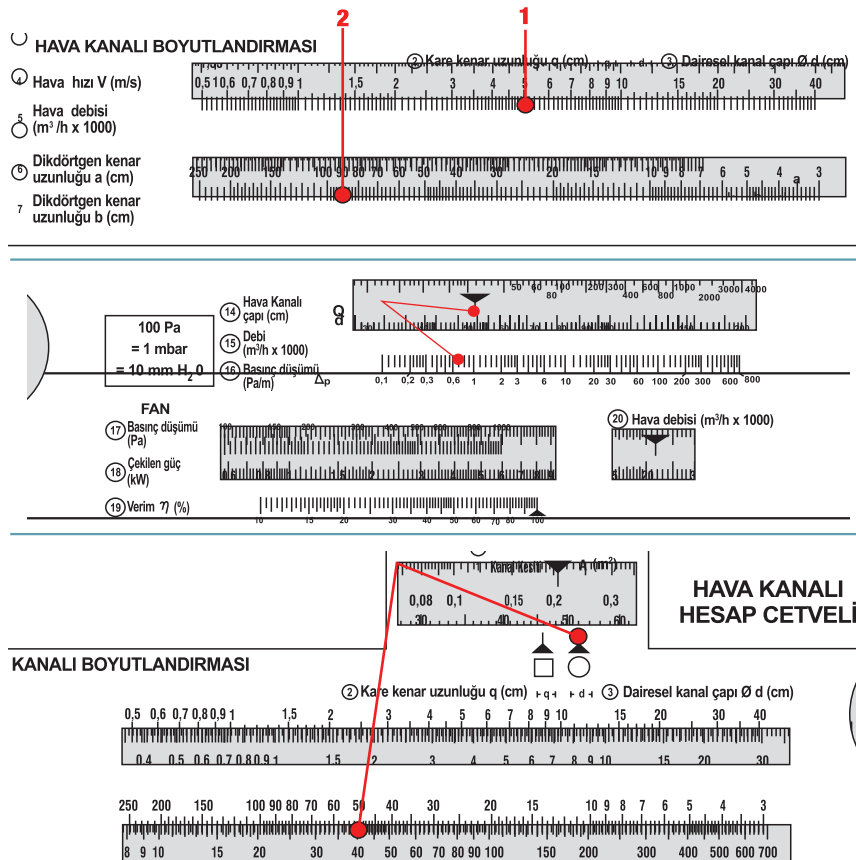 2 1
HAVA KANALI BOYUTLANDIRMASI
2 Kare kenar uzunluğu q (cm) 3 Dairesel kanal çapı Ø d (cm)
4 Hava hızı V (m/s)
0,5 0,6 0,7 0,8 0,9 1 1,5 2 3 4 5 6 7 8 9 10 15 20 30 40
5 Hava debisi
(m³/h x 1000)
6 Dikdörtgen kenar
uzunluğu a (cm)
250 200 150 100 90 80 70 60 50 40 30 20 15 10 9 8 7 6 5 4 3
a
7 Dikdörtgen kenar
uzunluğu b (cm)
14 Hava Kanalı
çapı (cm)
Q
d
50 60 80 100 200 300 400 600 800 1000 2000 3000 4000
100 Pa
= 1 mbar
= 10 mm H2 0
15 Debi
(m³/h x 1000)
16 Basınç düşümü
(Pa/m)
Δp
0,1 0,2 0,3 0,6 1 2 3 6 10 20 30 60 100 200 300 600 800
FAN
17 Basınç düşümü
(Pa)
100 150 200 300 400 500 600 800 1000
20 Hava debisi (m³/h x 1000)
18 Çekilen güç
(kW)
19 Verim η (%)
10 15 20 30 40 50 60 70 80 100
Kanal Kesiti A (m²)
0,08 0,1 0,15 0,2 0,3
30 40 50 60
HAVA KANALI
HESAP CETVELİ
q d
KANALI BOYUTLANDIRMASI
2 Kare kenar uzunluğu q (cm) 3 Dairesel kanal çapı Ø d (cm)
0,5 0,6 0,7 0,8 0,9 1 1,5 2 3 4 5 6 7 8 9 10 15 20 30 40
0,4 0,5 0,6 0,7 0,8 0,9 1 1.5 2 3 4 5 6 7 8 9 10 15 20 30
250 200 150 100 90 80 70 60 50 40 30 20 15 10 9 8 7 6 5 4 3
8 9 10 15 20 30 40 50 60 70 80 90 100 150 200 300 400 500 600 700